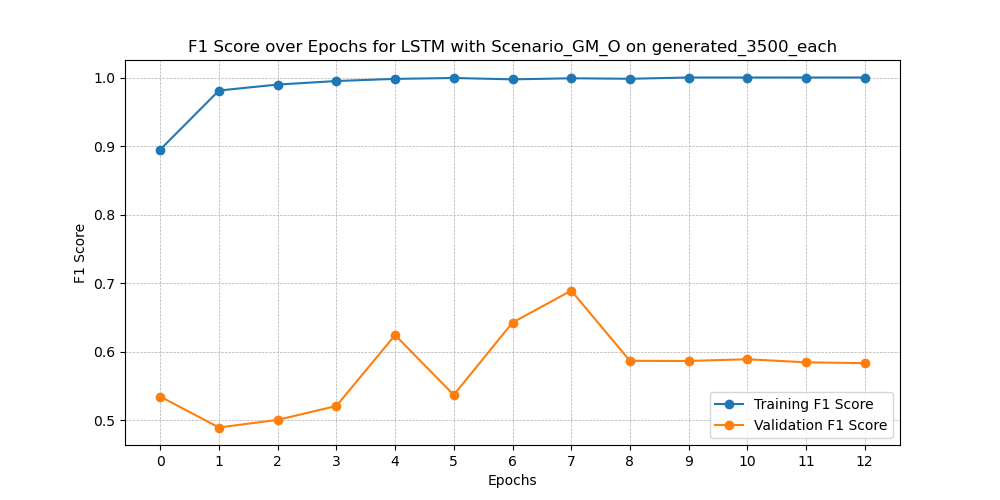 F1 Score over Epochs for LSTM with Scenario_GM_O on generated_3500_each
1.0
0.9
0.8
0.7
0.6
0.5
F1 Score
Training F1 Score
Validation F1 Score
0 1 2 3 4 5 6 7 8 9 10 11 12
Epochs